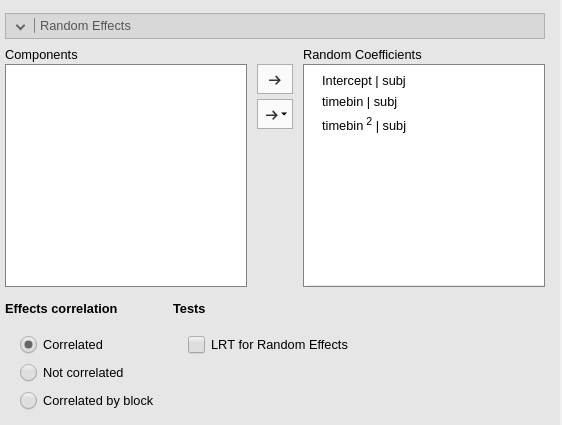 Random Effects
Components
Random Coefficients
Intercept | subj
timebin | subj
timebin ² | subj
Effects correlation
Tests
Correlated
LRT for Random Effects
Not correlated
Correlated by block